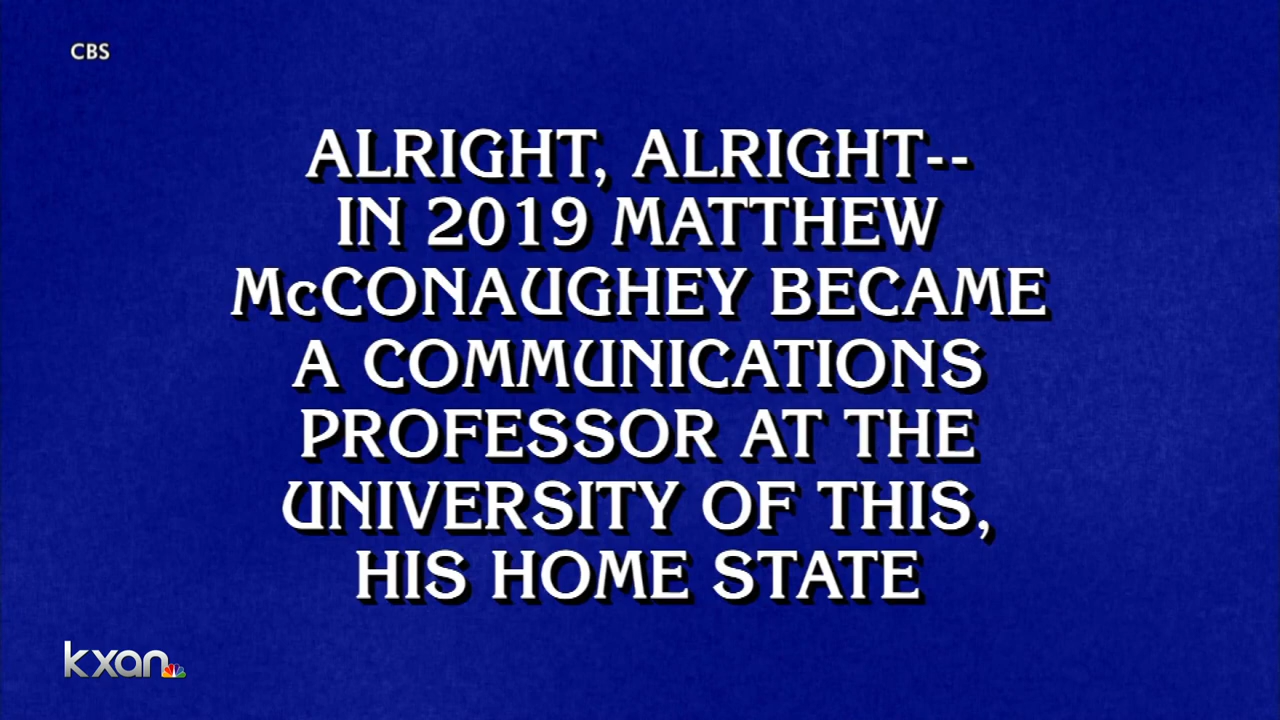 CBS
ALRIGHT, ALRIGHT--
IN 2019 MATTHEW
McCONAUGHEY BECAME
A COMMUNICATIONS
PROFESSOR AT THE
UNIVERSITY OF THIS,
HIS HOME STATE
kxan